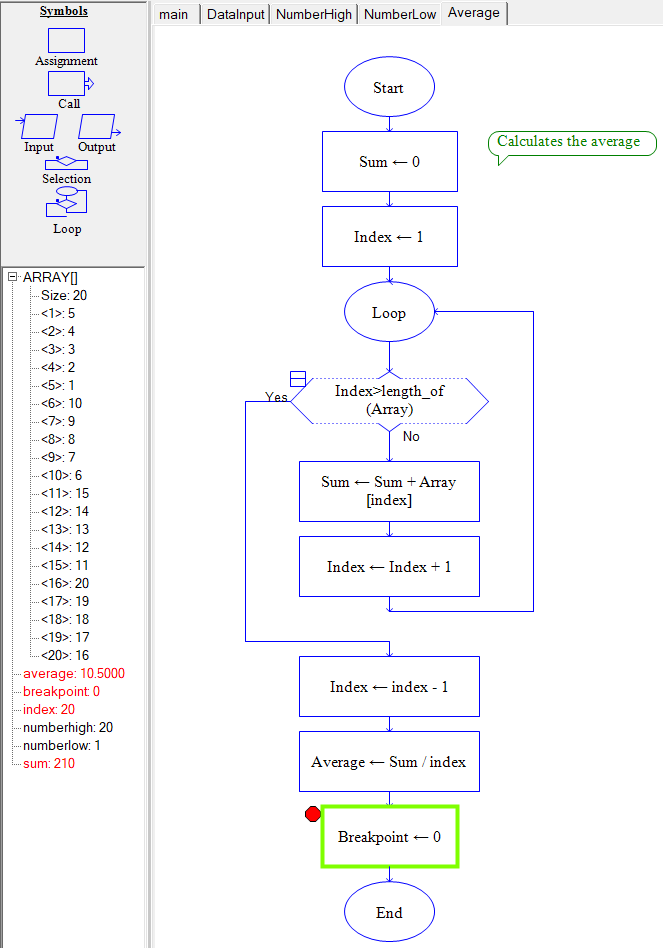 Symbols
Assignment
Call
Input Output
Selection
Loop
ARRAY[]
Size: 20
<1>: 5
<2>: 4
<3>: 3
<4>: 2
<5>: 1
<6>: 10
<7>: 9
<8>: 8
<9>: 7
<10>: 6
<11>: 15
<12>: 14
<13>: 13
<14>: 12
<15>: 11
<16>: 20
<17>: 19
<18>: 18
<19>: 17
<20>: 16
average: 10.5000
breakpoint: 0
index: 20
numberhigh: 20
numberlow: 1
sum: 210
main DataInput NumberHigh NumberLow Average
Start
Calculates the average
Sum ← 0
Index ← 1
Loop
Index>length_of
(Array)
Yes
No
Sum ← Sum + Array
[index]
Index ← Index + 1
Index ← index - 1
Average ← Sum / index
Breakpoint ← 0
End